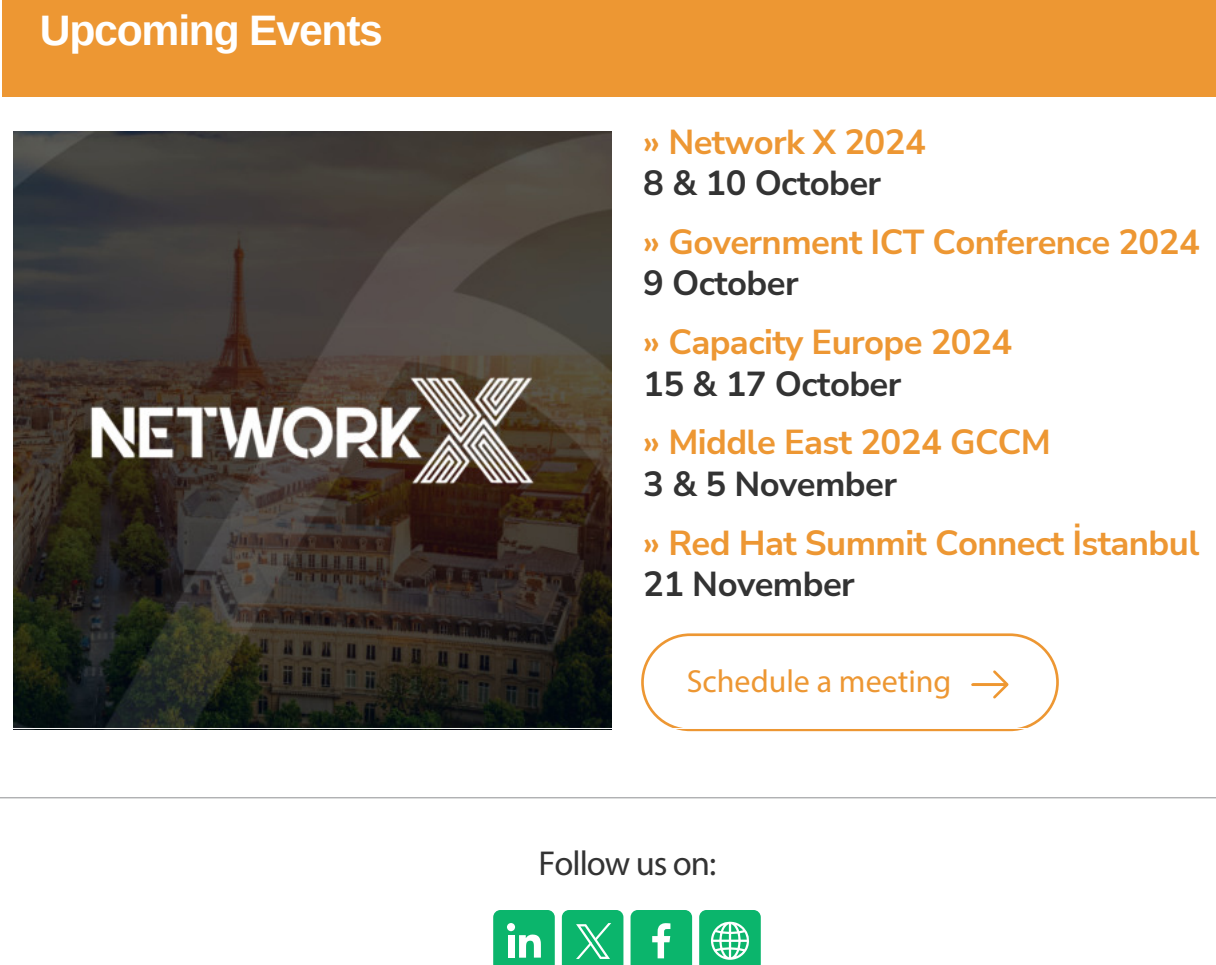 Upcoming Events
NETWORKX
» Network X 2024
8 & 10 October
» Government ICT Conference 2024
9 October
» Capacity Europe 2024
15 & 17 October
» Middle East 2024 GCCM
3 & 5 November
» Red Hat Summit Connect İstanbul
21 November
Schedule a meeting →
Follow us on:
in X f